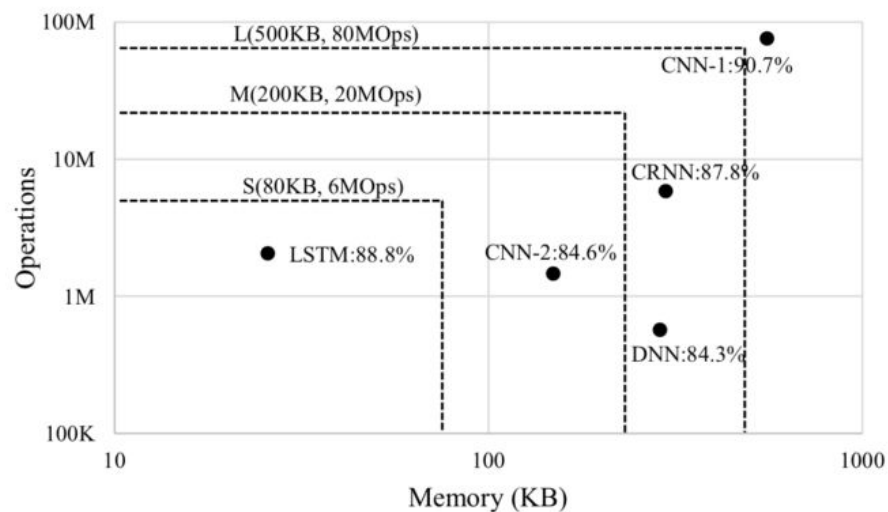 100M
L(500KB, 80MOps)
CNN-1:90.7%
M(200KB, 20MOps)
10M
CRNN:87.8%
S(80KB, 6MOps)
Operations
LSTM:88.8%
CNN-2:84.6%
1M
DNN:84.3%
100K
10
100
1000
Memory (KB)